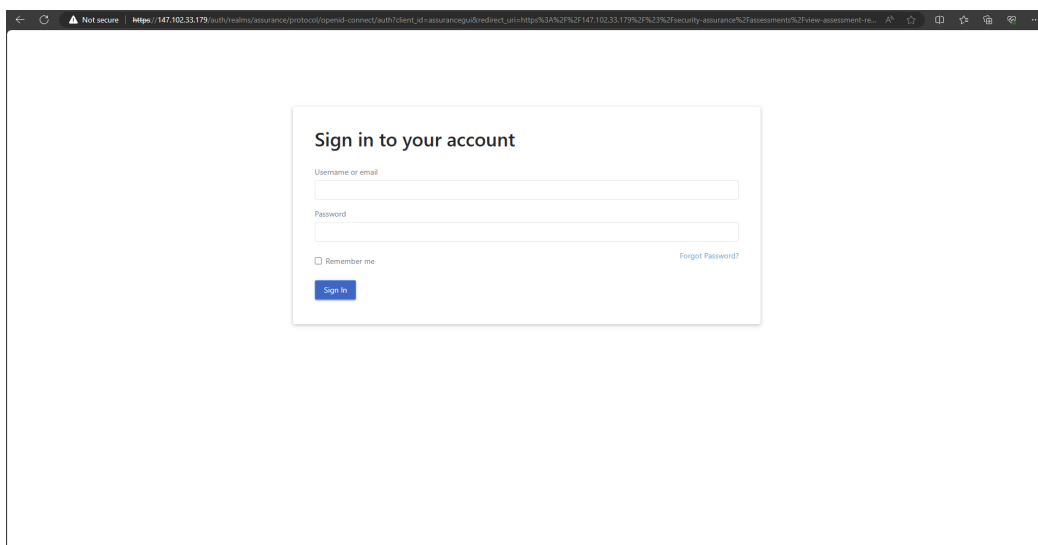 Not secure | https://147.102.33.179/auth/realms/assurance/protocol/openid-connect/auth?client_id=assurancegui&redirect_uri=https%3A%2F%2F147.102.33.179%2F%23%2Fsecurity-assurance%2Fassessments%2Fview-assessment-re...
Sign in to your account
Username or email
Password
Remember me
Forgot Password?
Sign In